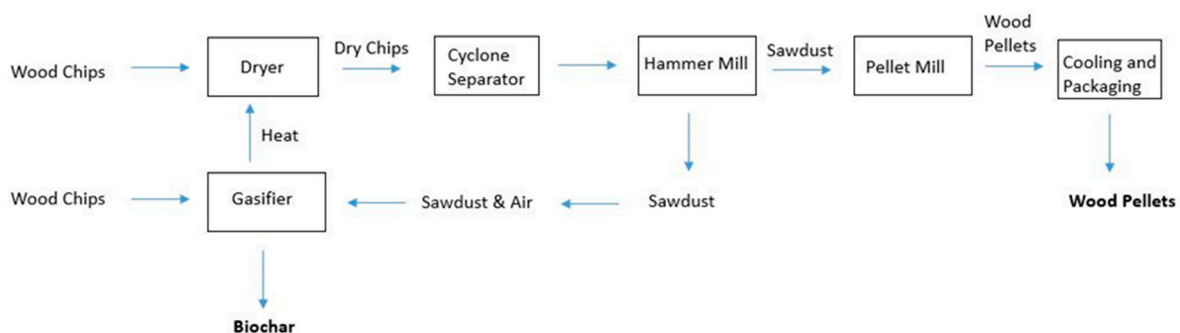 Wood Chips
Dryer
Dry Chips
Cyclone
Separator
Hammer Mill
Sawdust
Pellet Mill
Wood
Pellets
Cooling and
Packaging
Heat
Wood Chips
Gasifier
Sawdust & Air
Sawdust
Wood Pellets
Biochar